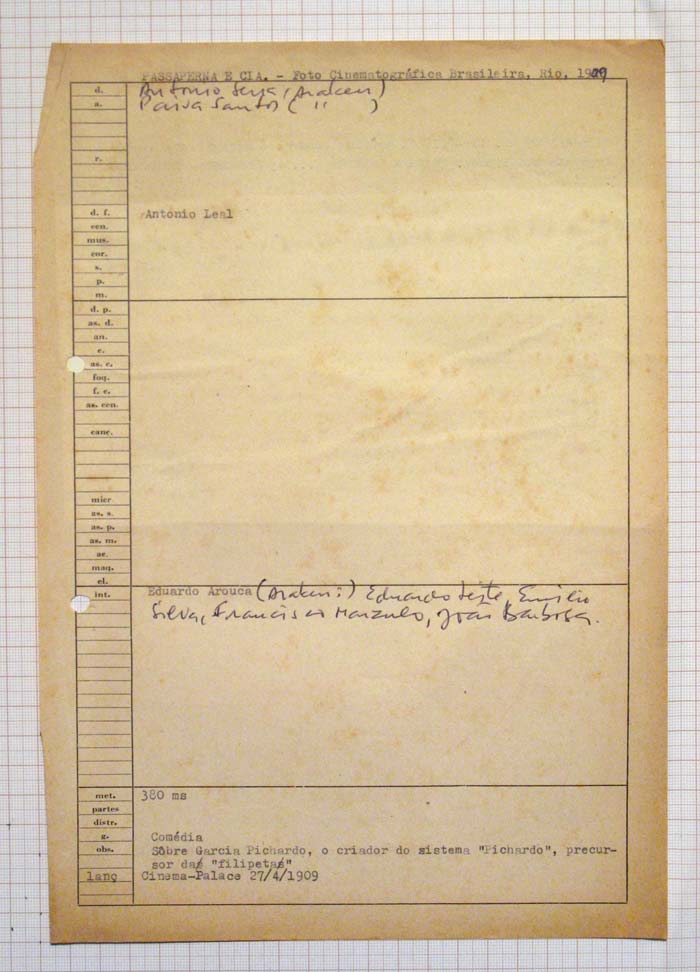 PASSAPERNA E CIA. - Foto Cinematográfica Brasileira, Rio, 1909
d. Antonio Serra (Araken)
a. Paiva Santos ( " )
r.
d. f. Antonio Leal
cen.
mus.
cor.
s.
p.
m.
d. p.
as. d.
an.
c.
as. c.
foq.
f. c.
as. cen.
canç.
micr
as. s.
as. p.
as. m.
ae.
maq.
el.
int. Eduardo Arouca (Araken:) Eduardo Leite, Emilio
Silva, Francisco Marzulo, João Barbosa.
met. 380 ms
partes
distr.
g. Comédia
obs. Sôbre Garcia Pichardo, o criador do sistema "Pichardo", precur-
sor da "filipeta"
lanç Cinema-Palace 27/4/1909